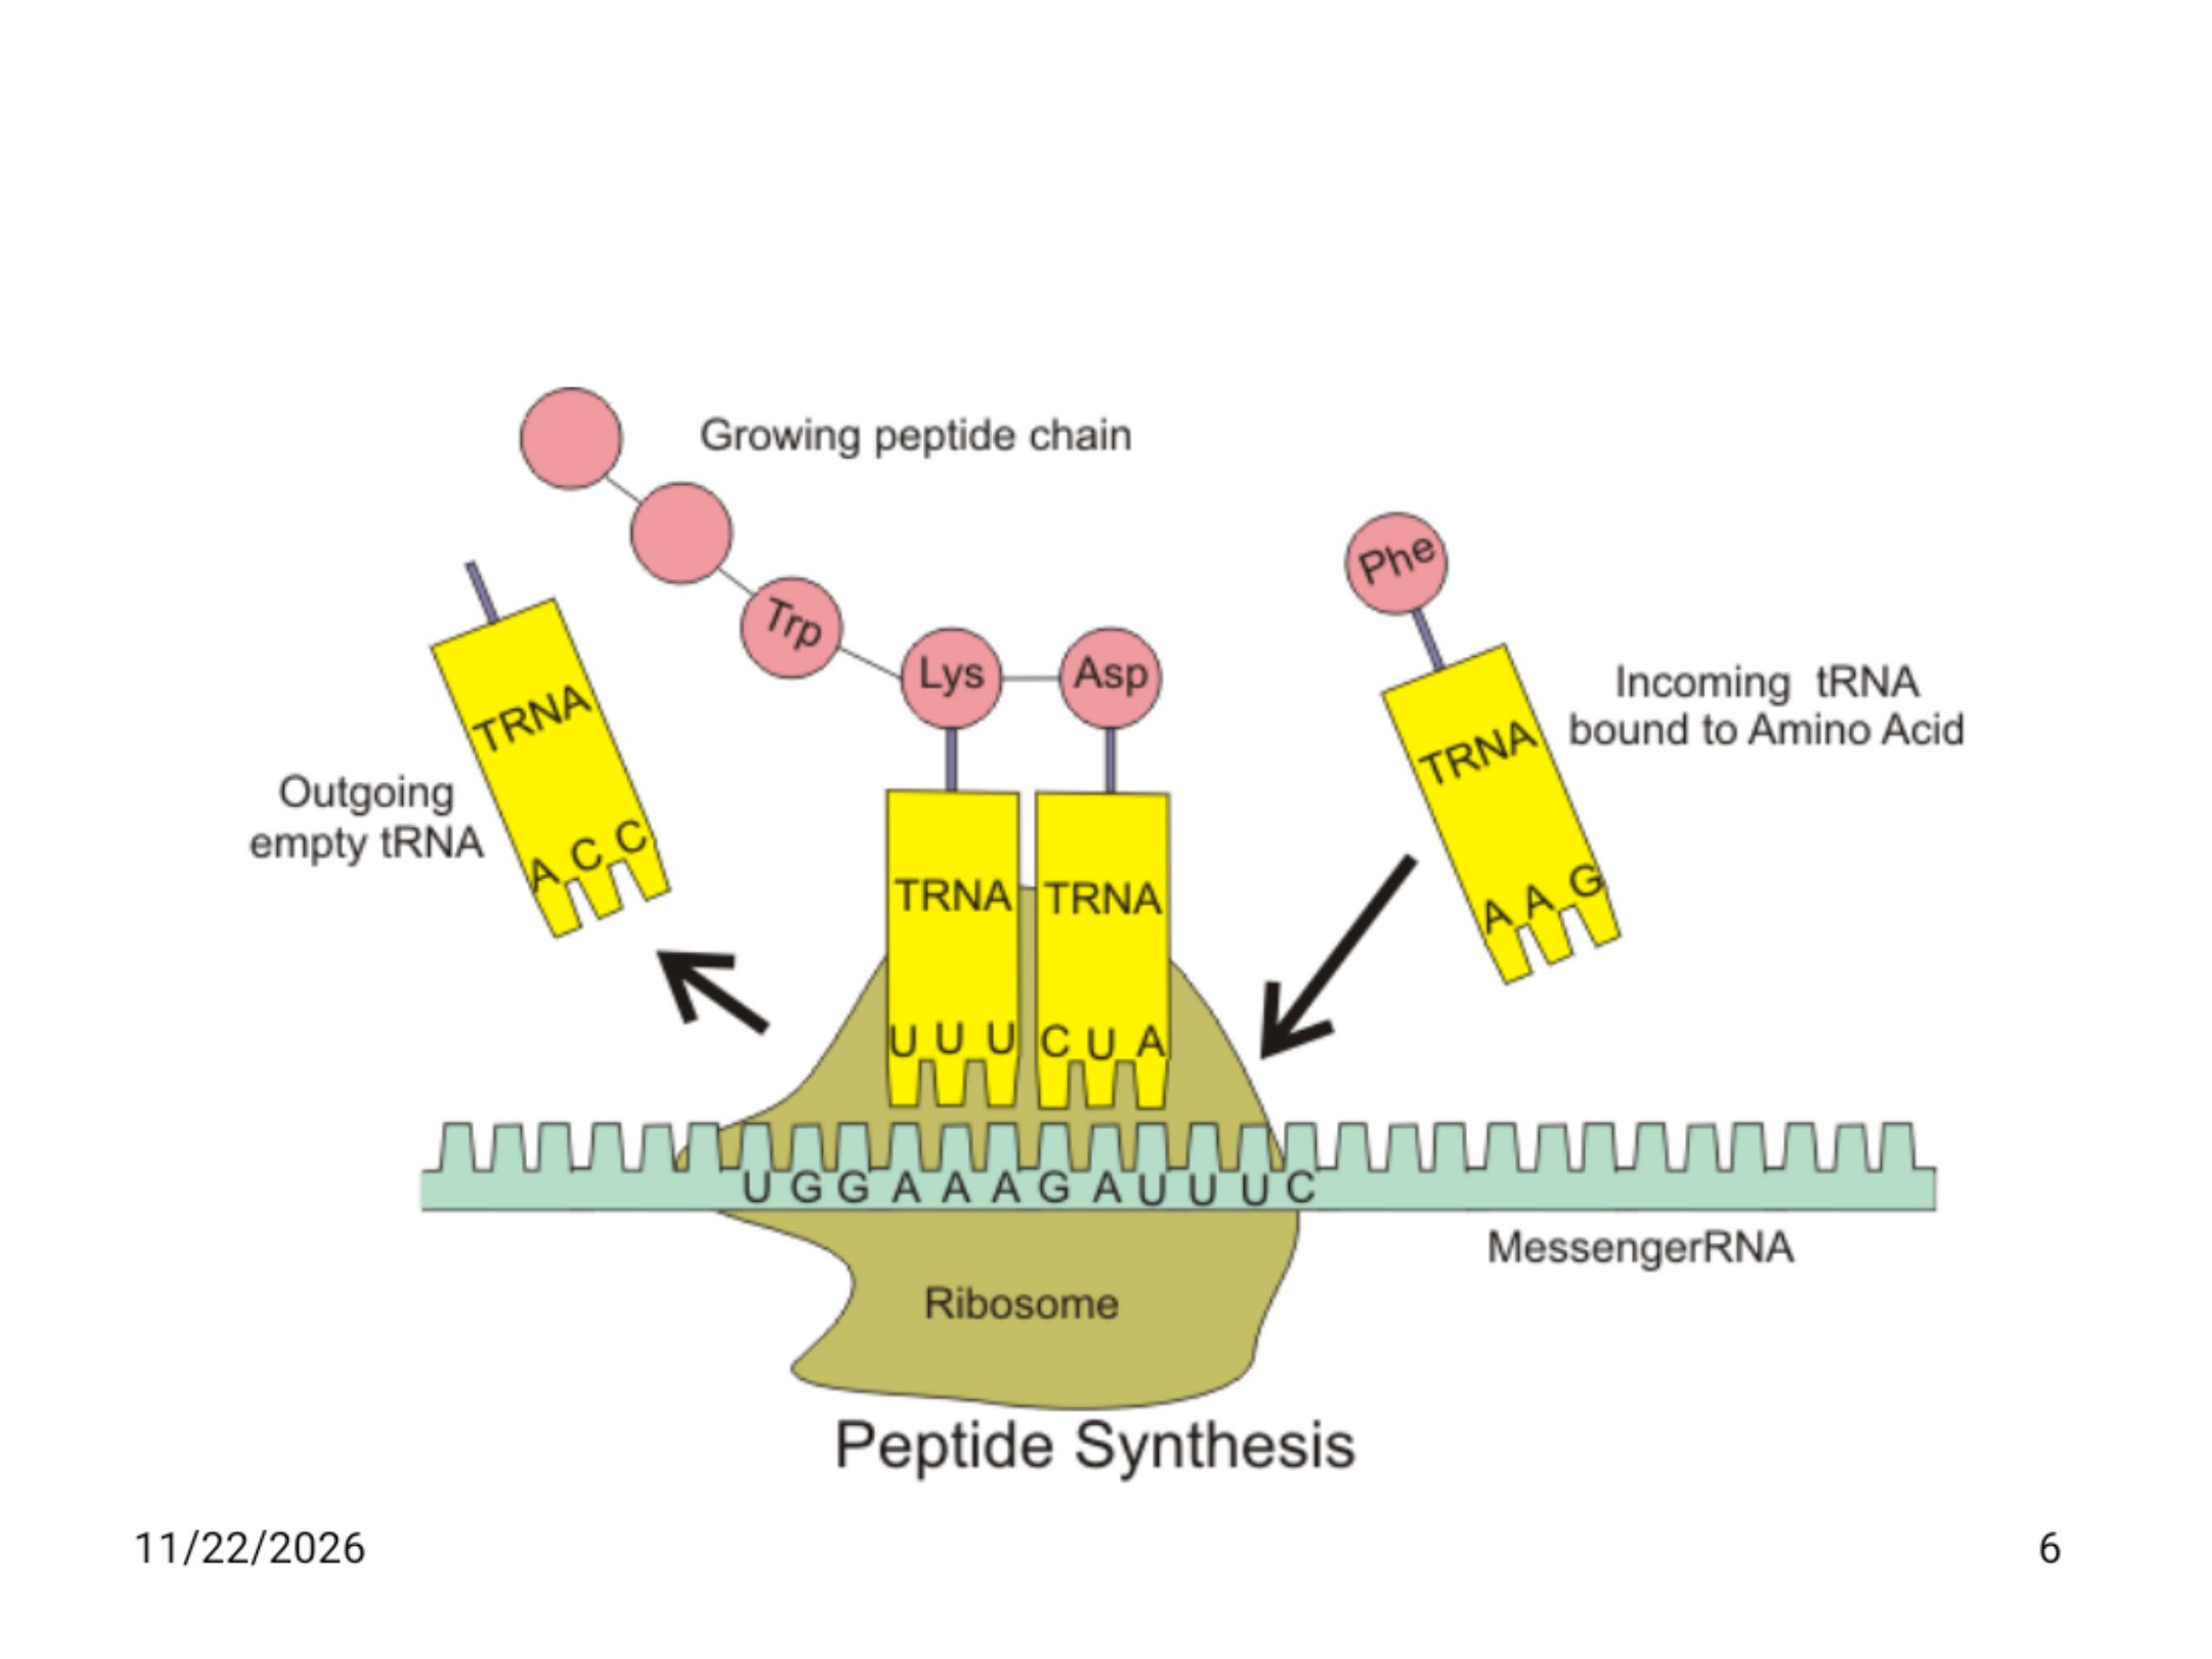 Growing peptide chain
Phe
Trp
Lys
Asp
Incoming tRNA
bound to Amino Acid
TRNA
TRNA
Outgoing
empty tRNA
A C C
A A G
TRNA
TRNA
U U U
C U A
U G G A A A G A U U U C
MessengerRNA
Ribosome
Peptide Synthesis
11/22/2026
6